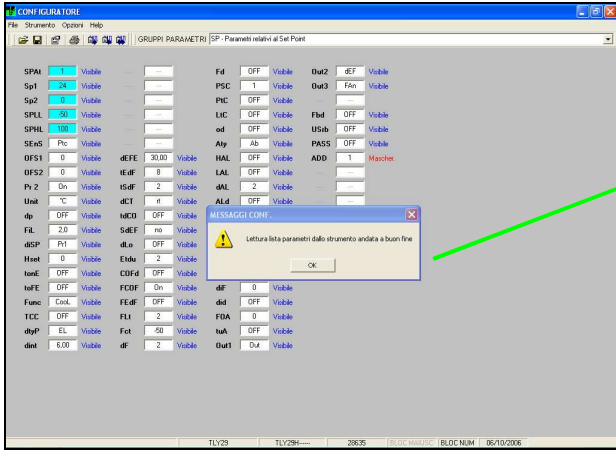 CONFIGURATORE
File Strumento Opzioni Help
GRUPPI PARAMETRI SP - Parametri relativi al Set Point
SPAt 1 Visibile --- --- Fd OFF Visibile Out2 dEF Visibile
Sp1 24 Visibile --- --- PSC 1 Visibile Out3 FAn Visibile
Sp2 0 Visibile --- --- PtC OFF Visibile --- ---
SPLL -50 Visibile --- --- LtC OFF Visibile Fbd OFF Visibile
SPHL 100 Visibile --- --- od OFF Visibile USrb OFF Visibile
SEnS Ptc Visibile --- --- Aty Ab Visibile PASS OFF Visibile
OFS1 0 Visibile dEFE 30,00 Visibile HAL OFF Visibile ADD 1 Mascher.
OFS2 0 Visibile tEdF 8 Visibile LAL OFF Visibile --- ---
Pr 2 On Visibile tSdF 2 Visibile dAL 2 Visibile --- ---
Unit °C Visibile dCT rt Visibile ALd OFF Visibile --- ---
dp OFF Visibile tdCO OFF Visibile
FiL 2,0 Visibile SdEF no Visibile
diSP Pr1 Visibile dLo OFF Visibile
Hset 0 Visibile Etdu 2 Visibile
tonE OFF Visibile COFd OFF Visibile
toFE OFF Visibile FCOF On Visibile diF 0 Visibile
Func CooL Visibile FEdF OFF Visibile did OFF Visibile
TCC OFF Visibile FLt 2 Visibile FOA 0 Visibile
dtyP EL Visibile Fct -50 Visibile tuA OFF Visibile
dint 6,00 Visibile dF 2 Visibile Out1 Out Visibile
MESSAGGI CONF.
Lettura lista parametri dallo strumento andata a buon fine
OK
TLY29 TLY29H----- 28635 BLOC MAIUSC BLOC NUM 06/10/2006